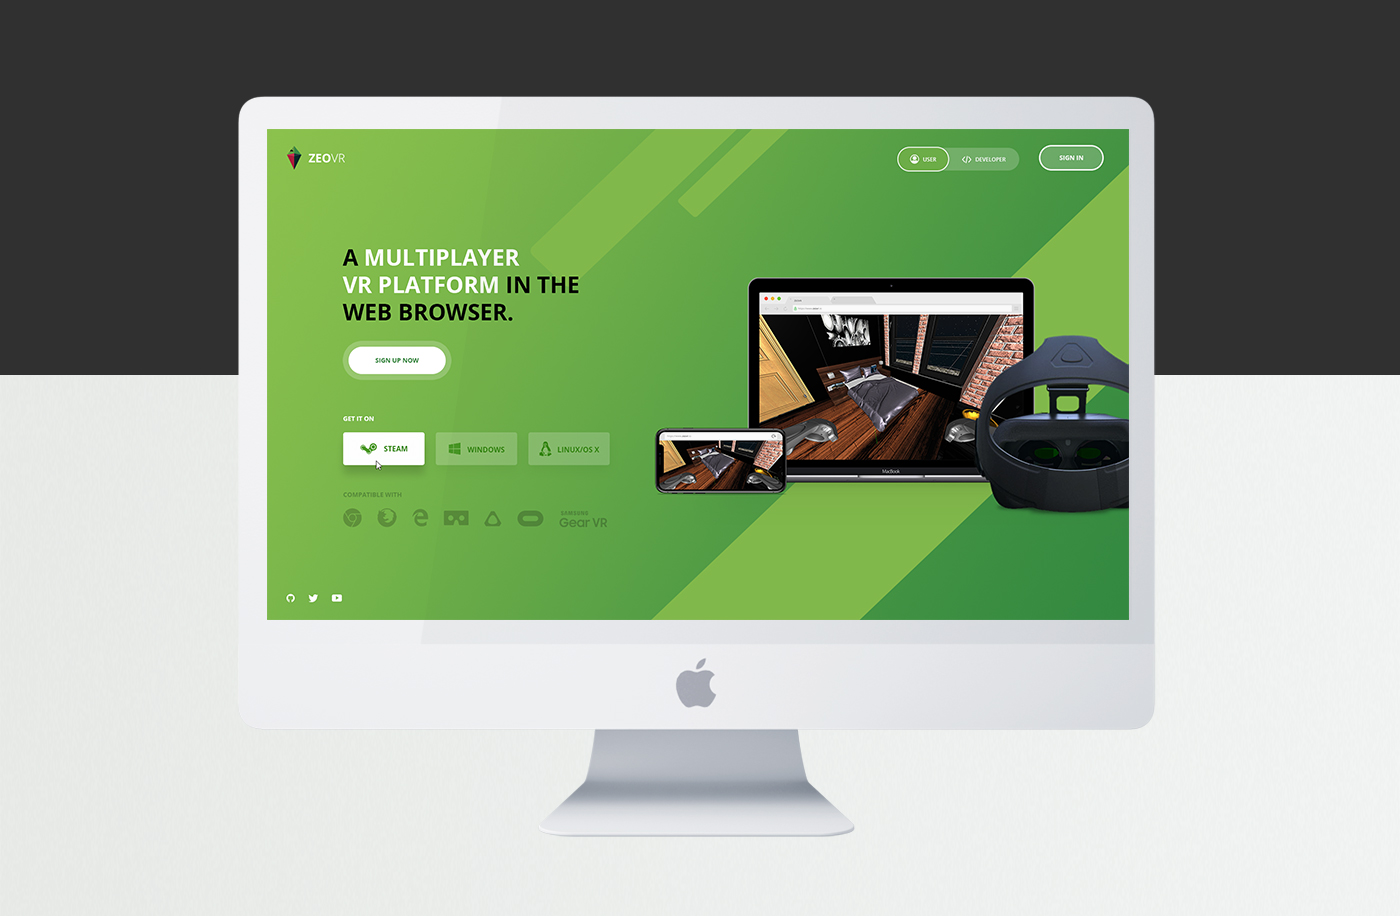 ZEOVR
USER
DEVELOPER
SIGN IN
A MULTIPLAYER
VR PLATFORM IN THE
WEB BROWSER.
SIGN UP NOW
GET IT ON
STEAM
WINDOWS
LINUX/OS X
COMPATIBLE WITH
SAMSUNG
Gear VR
MacBook